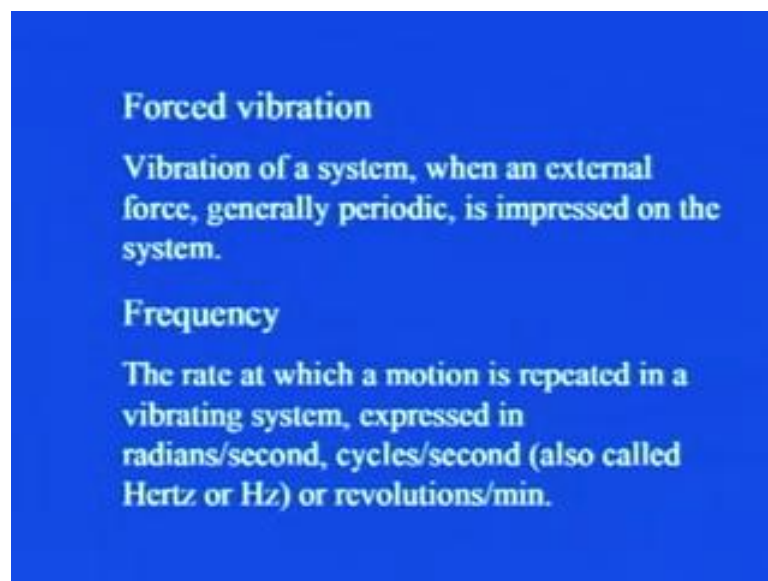 Forced vibration
Vibration of a system, when an external
force, generally periodic, is impressed on the
system.
Frequency
The rate at which a motion is repeated in a
vibrating system, expressed in
radians/second, cycles/second (also called
Hertz or Hz) or revolutions/min.